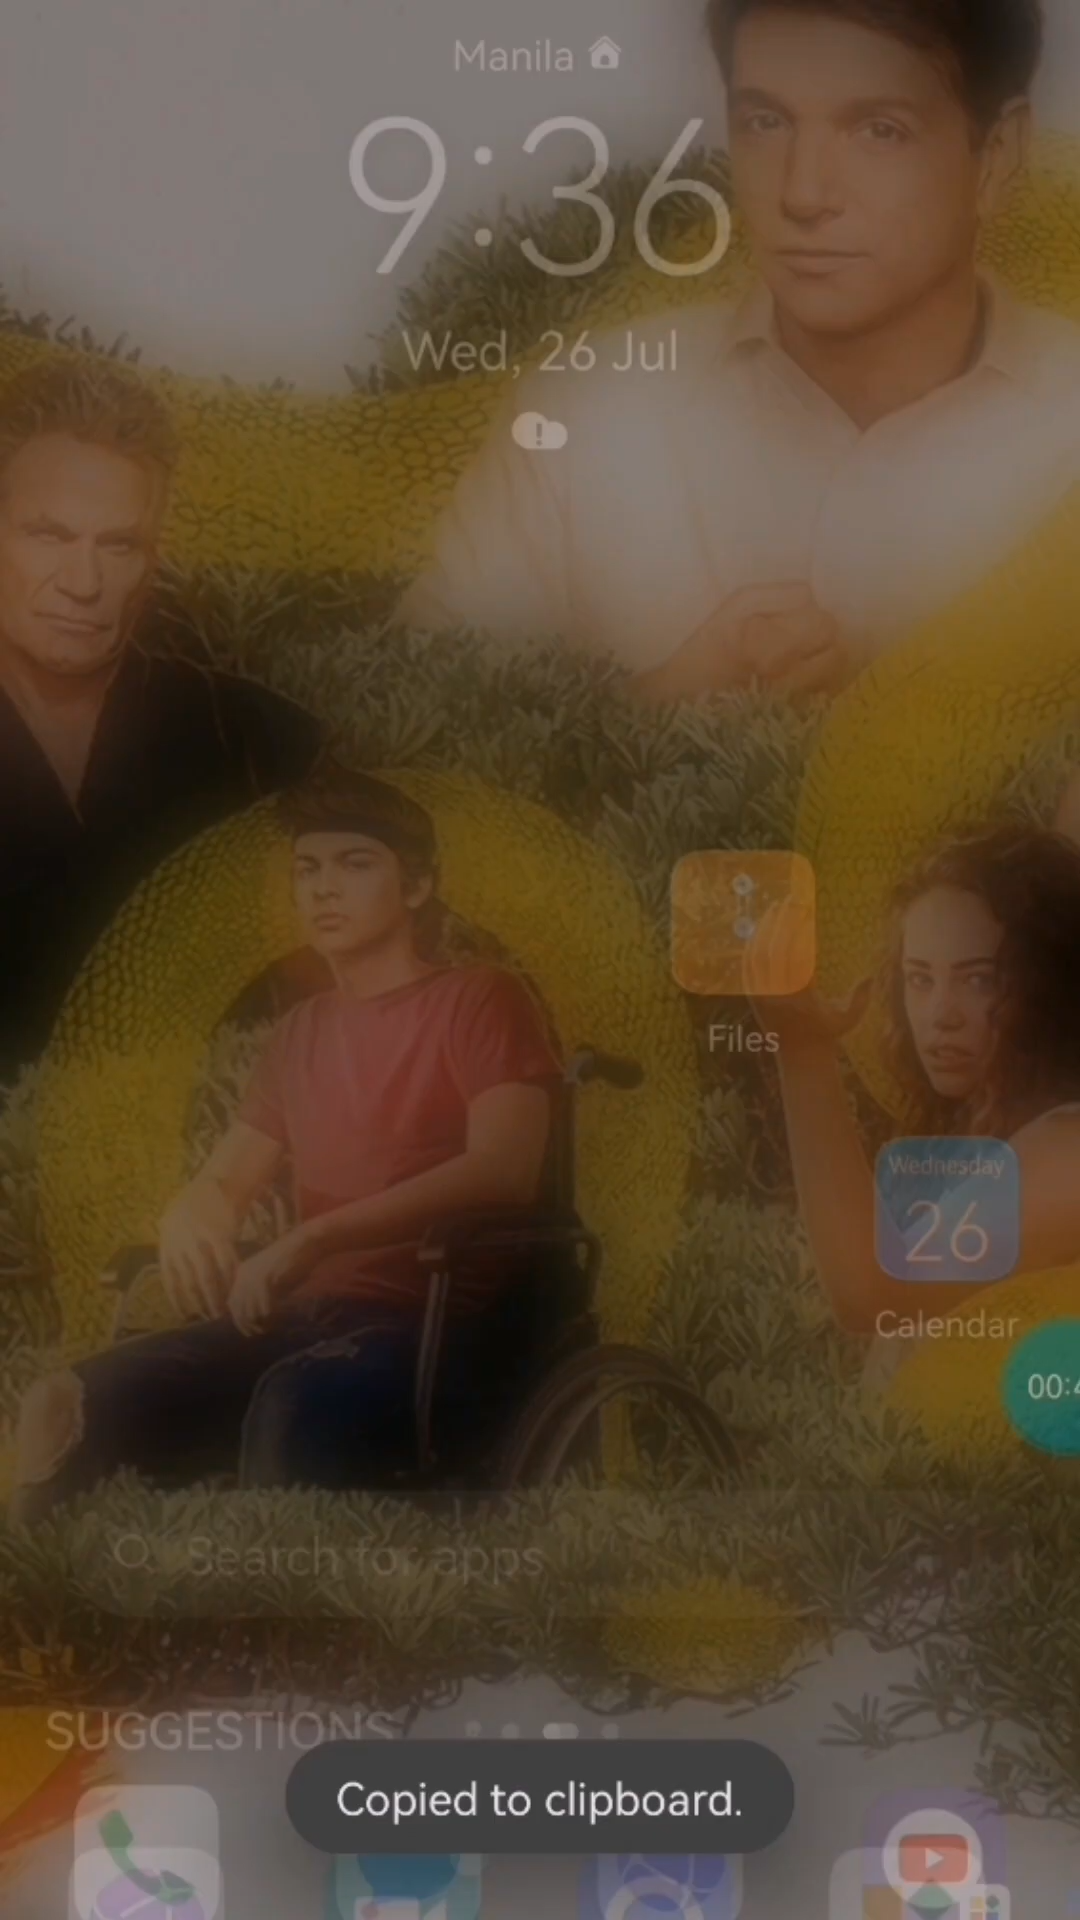 Manila
9:36
Wed, 26 Jul
Files
Wednesday
26
Calendar
00:4
Search for apps
SUGGESTIONS
Copied to clipboard.